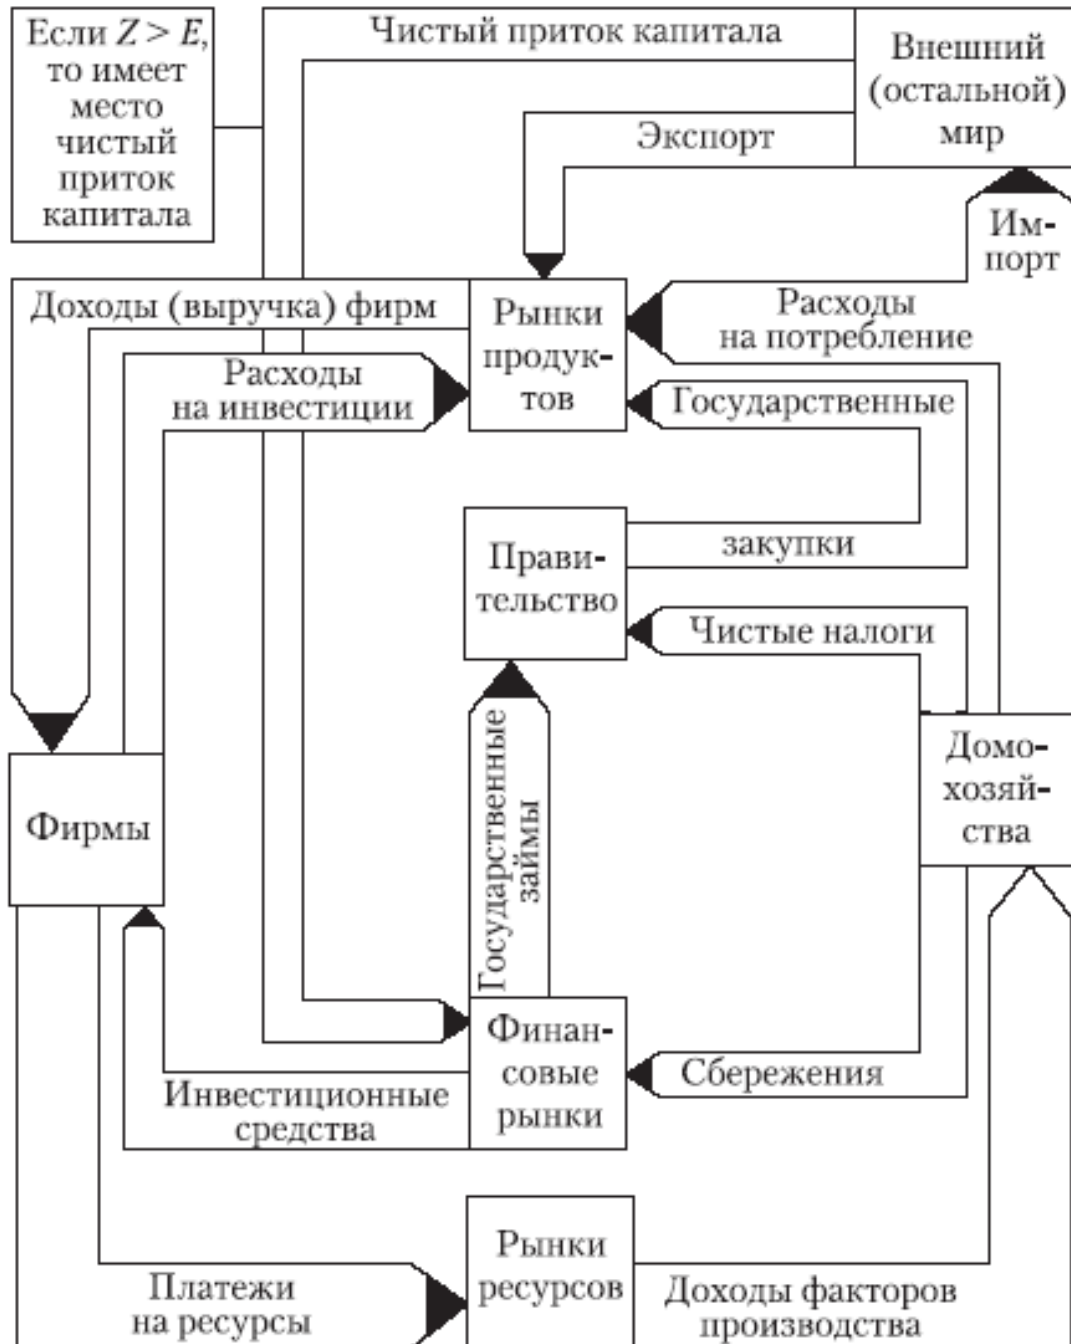 Если Z > E,
то имеет
место
чистый
приток
капитала
Чистый приток капитала
Внешний
(остальной)
мир
Экспорт
Им-
порт
Доходы (выручка) фирм
Рынки
продук-
тов
Расходы
на потребление
Расходы
на инвестиции
Государственные
закупки
Прави-
тельство
Чистые налоги
Домо-
хозяй-
ства
Фирмы
Государственные
займы
Финан-
совые
рынки
Сбережения
Инвестиционные
средства
Рынки
ресурсов
Платежи
на ресурсы
Доходы факторов
производства